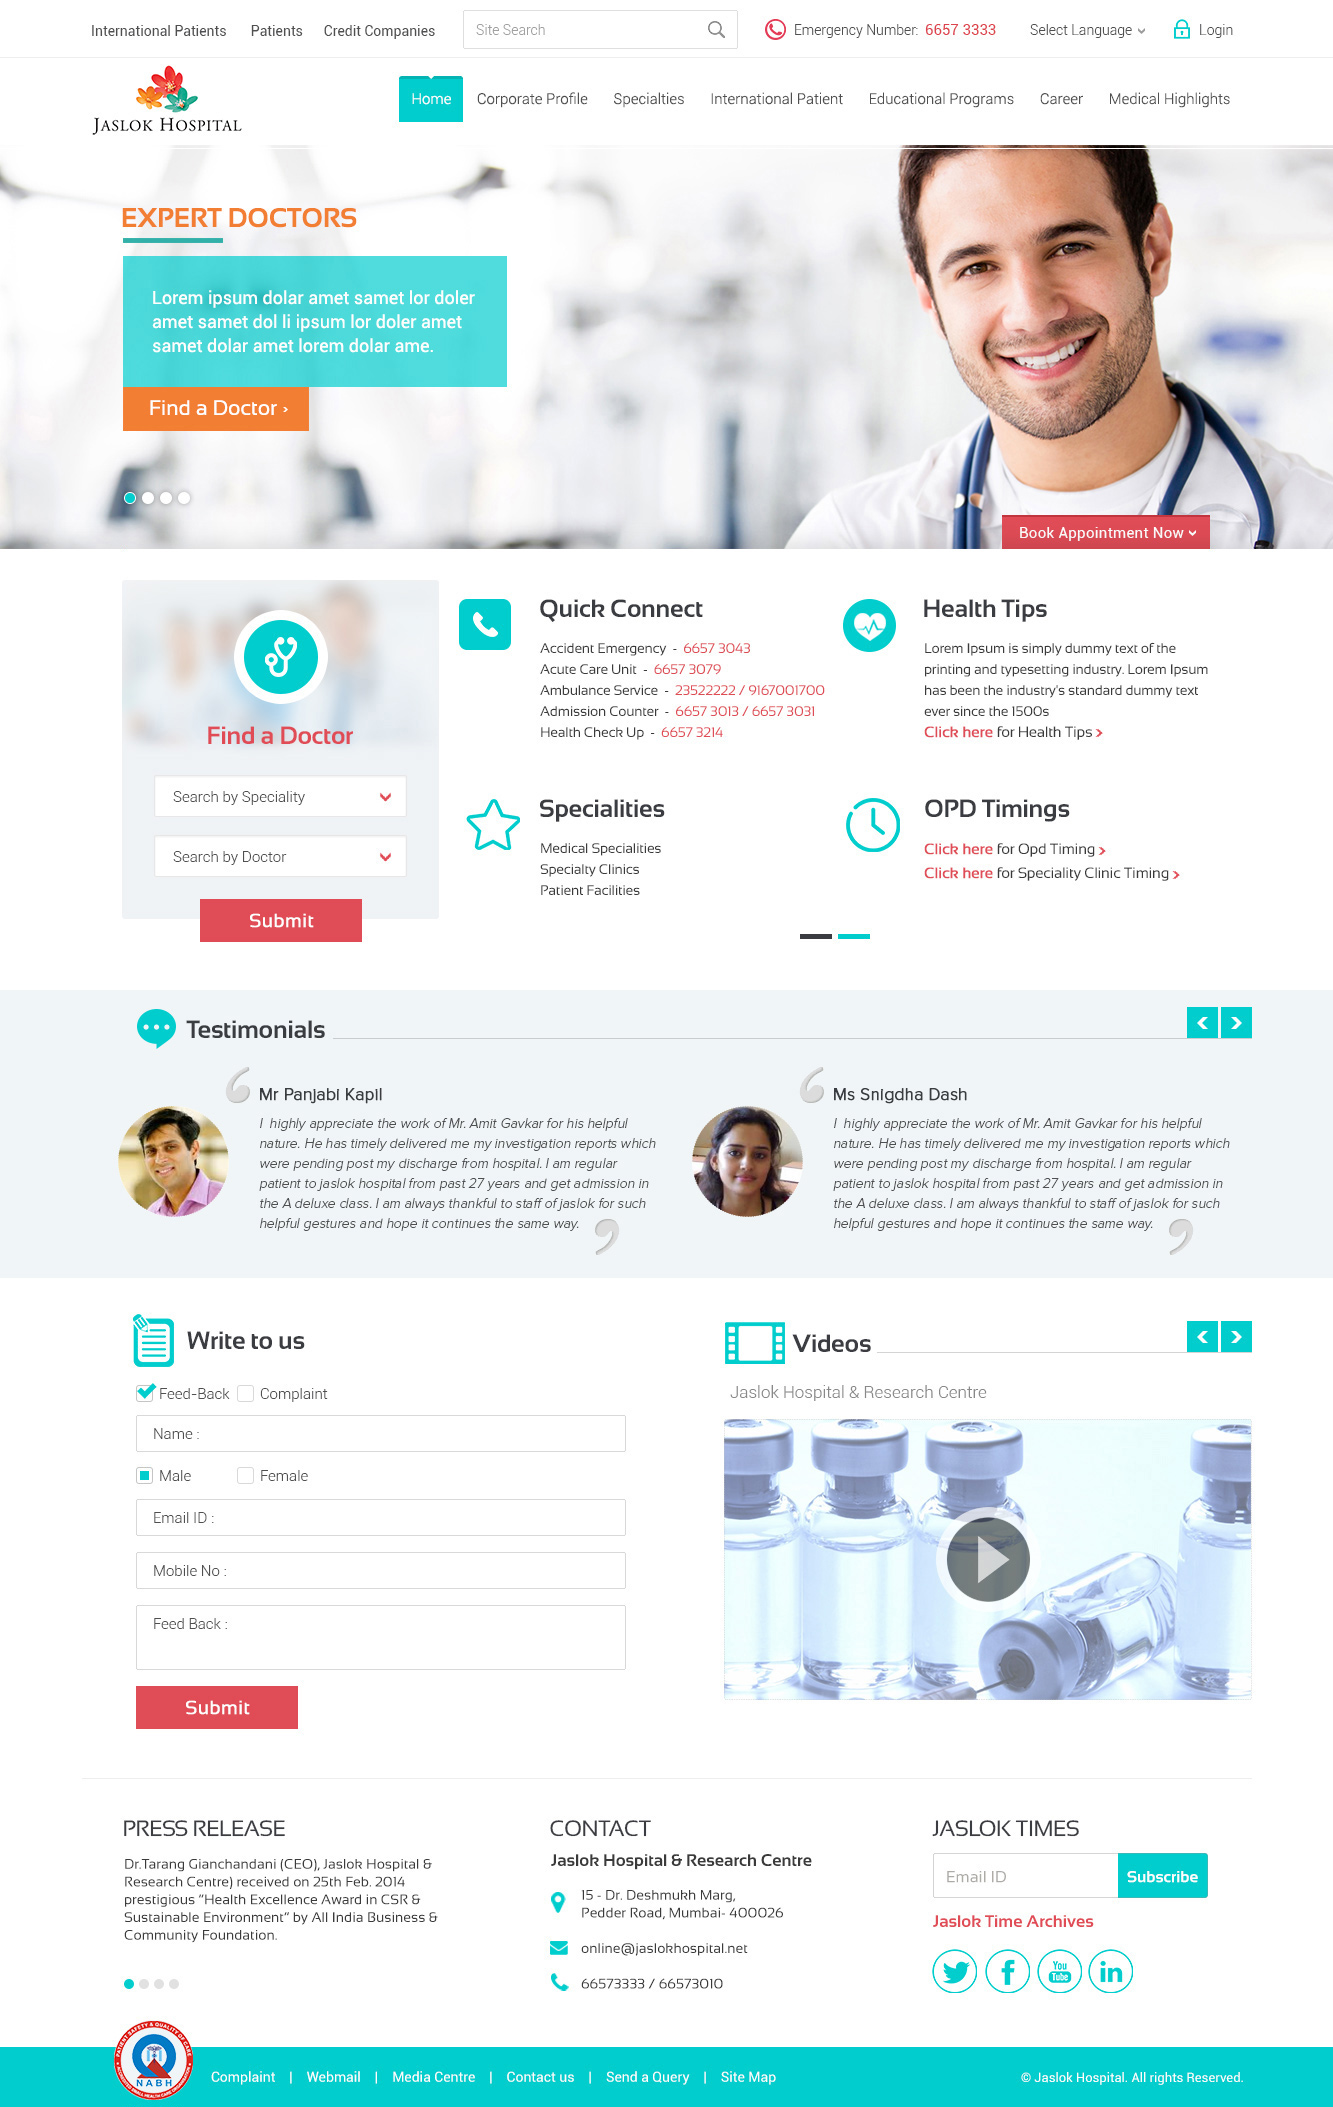 International Patients Patients Credit Companies Site Search Emergency Number: 6657 3333 Select Language Login
JASLOK HOSPITAL
Home Corporate Profile Specialties International Patient Educational Programs Career Medical Highlights
EXPERT DOCTORS
Lorem ipsum dolar amet samet lor doler
amet samet dol li ipsum lor doler amet
samet dolar amet lorem dolar ame.
Find a Doctor ›
Book Appointment Now
Find a Doctor
Search by Speciality
Search by Doctor
Submit
Quick Connect
Accident Emergency - 6657 3043
Acute Care Unit - 6657 3079
Ambulance Service - 23522222 / 9167001700
Admission Counter - 6657 3013 / 6657 3031
Health Check Up - 6657 3214
Health Tips
Lorem Ipsum is simply dummy text of the
printing and typesetting industry. Lorem Ipsum
has been the industry's standard dummy text
ever since the 1500s
Click here for Health Tips ›
Specialities
Medical Specialities
Specialty Clinics
Patient Facilities
OPD Timings
Click here for Opd Timing ›
Click here for Speciality Clinic Timing ›
Testimonials
Mr Panjabi Kapil
I highly appreciate the work of Mr. Amit Gavkar for his helpful
nature. He has timely delivered me my investigation reports which
were pending post my discharge from hospital. I am regular
patient to jaslok hospital from past 27 years and get admission in
the A deluxe class. I am always thankful to staff of jaslok for such
helpful gestures and hope it continues the same way.
Ms Snigdha Dash
I highly appreciate the work of Mr. Amit Gavkar for his helpful
nature. He has timely delivered me my investigation reports which
were pending post my discharge from hospital. I am regular
patient to jaslok hospital from past 27 years and get admission in
the A deluxe class. I am always thankful to staff of jaslok for such
helpful gestures and hope it continues the same way.
Write to us
Feed-Back Complaint
Name :
Male Female
Email ID :
Mobile No :
Feed Back :
Submit
Videos
Jaslok Hospital & Research Centre
PRESS RELEASE
Dr.Tarang Gianchandani (CEO), Jaslok Hospital &
Research Centre) received on 25th Feb. 2014
prestigious "Health Excellence Award in CSR &
Sustainable Environment" by All India Business &
Community Foundation.
CONTACT
Jaslok Hospital & Research Centre
15 - Dr. Deshmukh Marg,
Pedder Road, Mumbai- 400026
online@jaslokhospital.net
66573333 / 66573010
JASLOK TIMES
Email ID Subscribe
Jaslok Time Archives
You
Tube
in
NABH
Complaint | Webmail | Media Centre | Contact us | Send a Query | Site Map
© Jaslok Hospital. All rights Reserved.